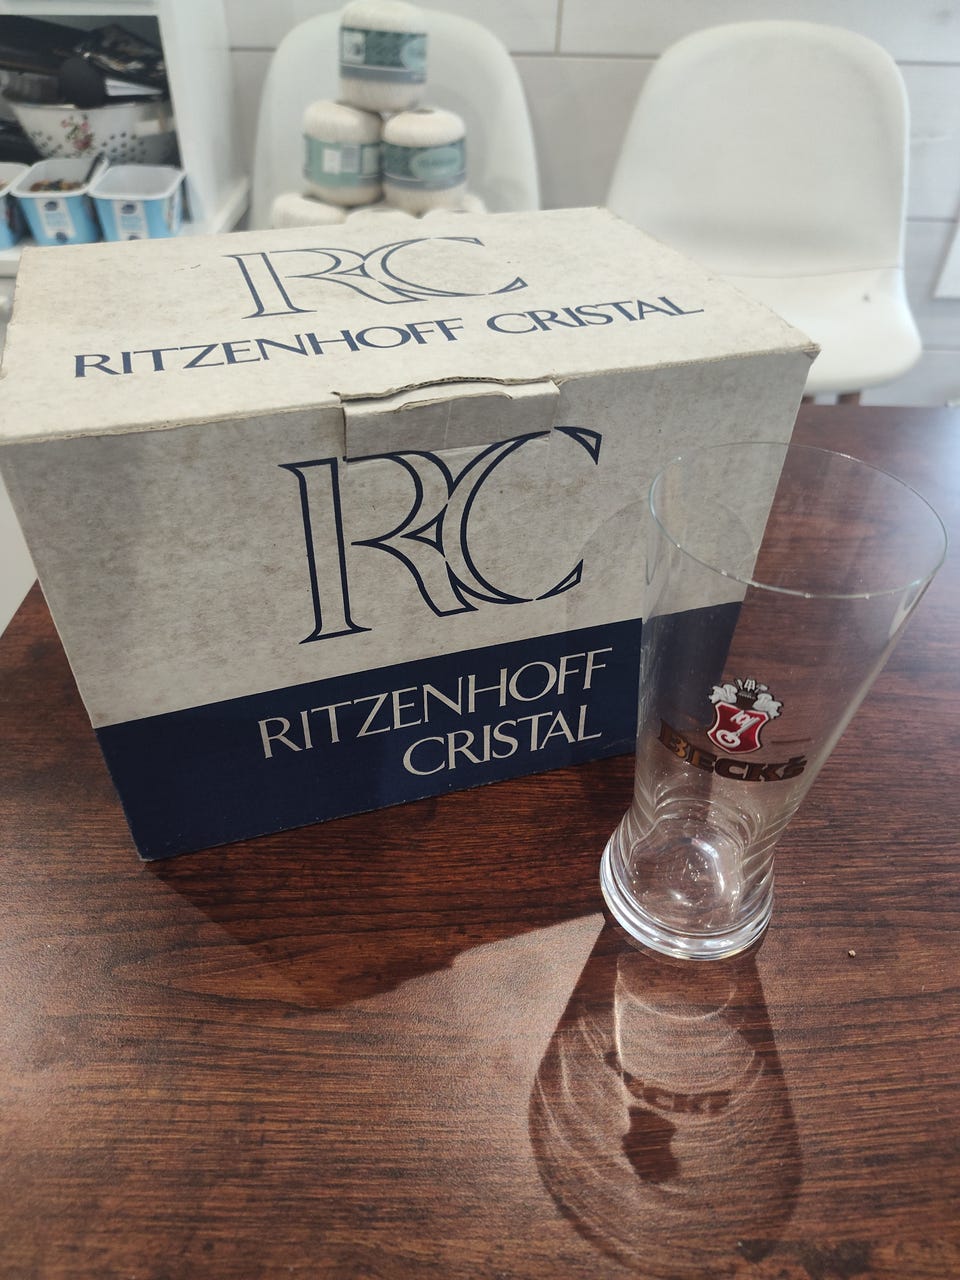 RC
RITZENHOFF CRISTAL
RC
RITZENHOFF
CRISTAL
BECK'S